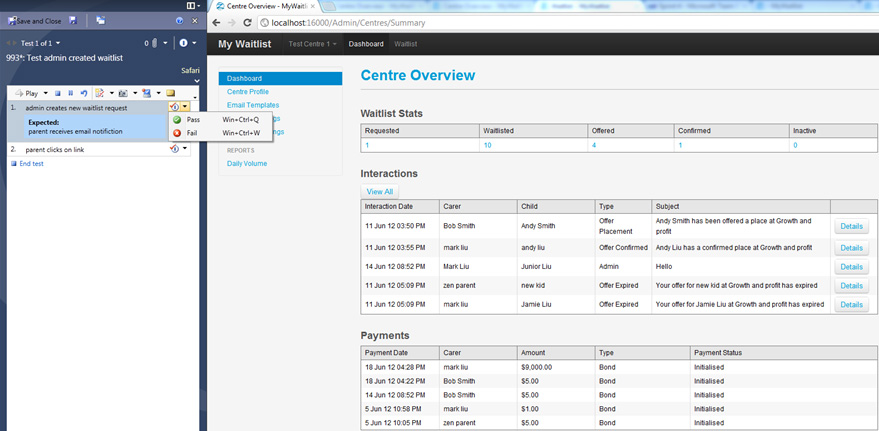 Save and Close
Test 1 of 1
0
993*: Test admin created waitlist
Safari
Play
1. admin creates new waitlist request
Expected:
parent receives email notifiction
Pass Win+Ctrl+Q
Fail Win+Ctrl+W
2. parent clicks on link
End test
Centre Overview - MyWaitl
localhost:16000/Admin/Centres/Summary
My Waitlist Test Centre 1 Dashboard Waitlist
Dashboard
Centre Profile
Email Templates
REPORTS
Daily Volume
Centre Overview
Waitlist Stats
Requested Waitlisted Offered Confirmed Inactive
1 10 4 1 0
Interactions
View All
Interaction Date Carer Child Type Subject
11 Jun 12 03:50 PM Bob Smith Andy Smith Offer Placement Andy Smith has been offered a place at Growth and profit Details
11 Jun 12 03:55 PM mark liu andy liu Offer Confirmed Andy Liu has a confirmed place at Growth and profit Details
14 Jun 12 08:52 PM Mark Liu Junior Liu Admin Hello Details
11 Jun 12 05:09 PM zen parent new kid Offer Expired Your offer for new kid at Growth and profit has expired Details
11 Jun 12 05:09 PM mark liu Jamie Liu Offer Expired Your offer for Jamie Liu at Growth and profit has expired Details
Payments
Payment Date Carer Amount Type Payment Status
18 Jun 12 04:28 PM mark liu $9,000.00 Bond Initialised
18 Jun 12 04:22 PM Bob Smith $5.00 Bond Initialised
14 Jun 12 08:52 PM Bob Smith $5.00 Bond Initialised
5 Jun 12 10:58 PM mark liu $1.00 Bond Initialised
5 Jun 12 10:05 PM zen parent $5.00 Bond Initialised